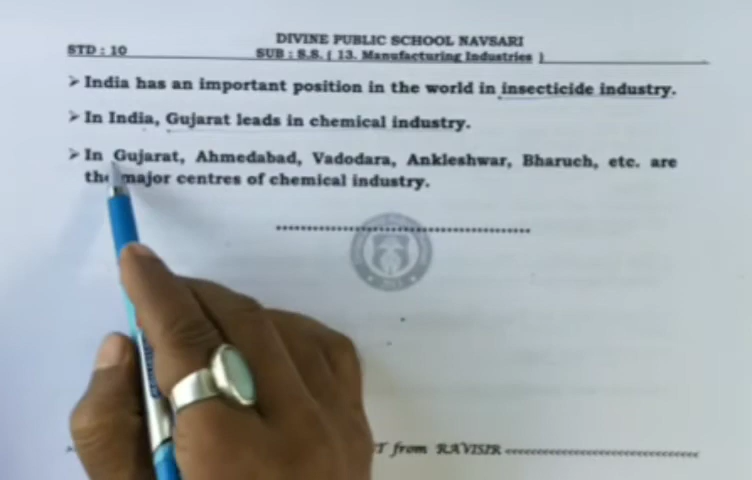 DIVINE PUBLIC SCHOOL NAVSARI
STD : 10 SUB : S.S. ( 13. Manufacturing Industries )
➢ India has an important position in the world in insecticide industry.
➢ In India, Gujarat leads in chemical industry.
➢ In Gujarat, Ahmedabad, Vadodara, Ankleshwar, Bharuch, etc. are
the major centres of chemical industry.
from RAVISIR